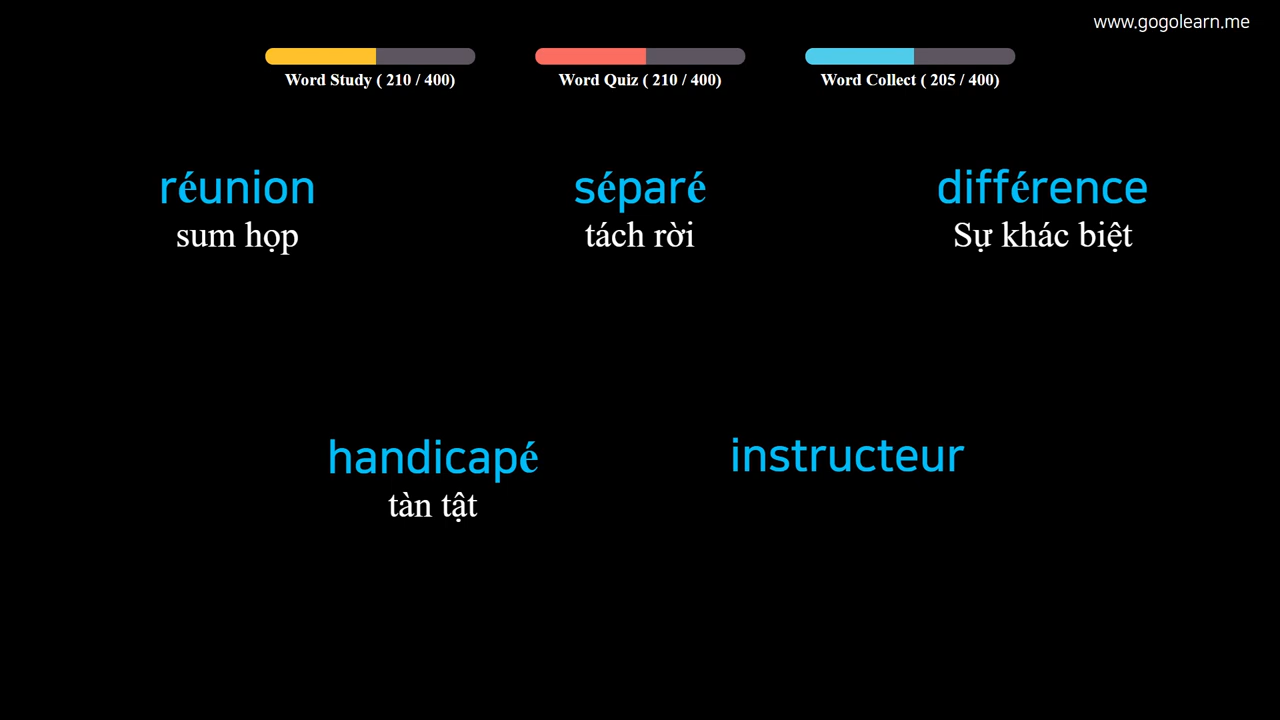 www.gogolearn.me
Word Study ( 210 / 400)
Word Quiz ( 210 / 400)
Word Collect ( 205 / 400)
réunion
sum họp
séparé
tách rời
différence
Sự khác biệt
handicapé
tàn tật
instructeur